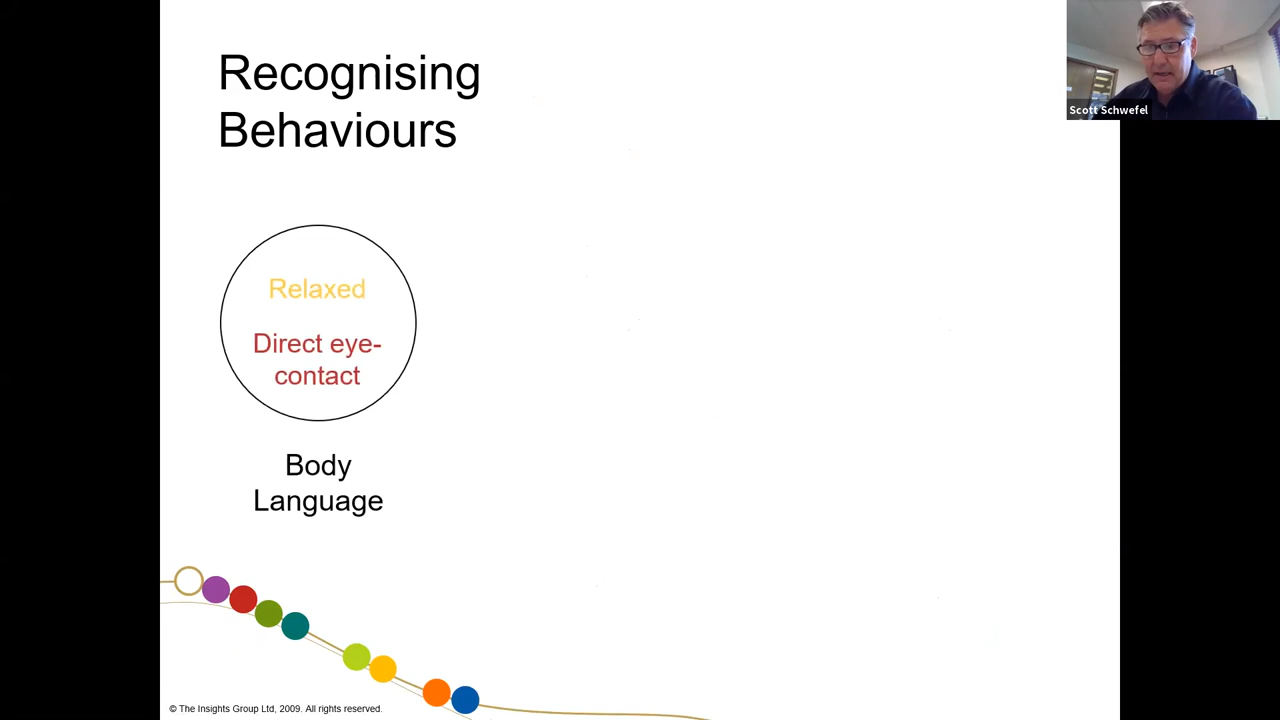 Recognising
Behaviours
Scott Schwefel
Relaxed
Direct eye-
contact
Body
Language
© The Insights Group Ltd, 2009. All rights reserved.